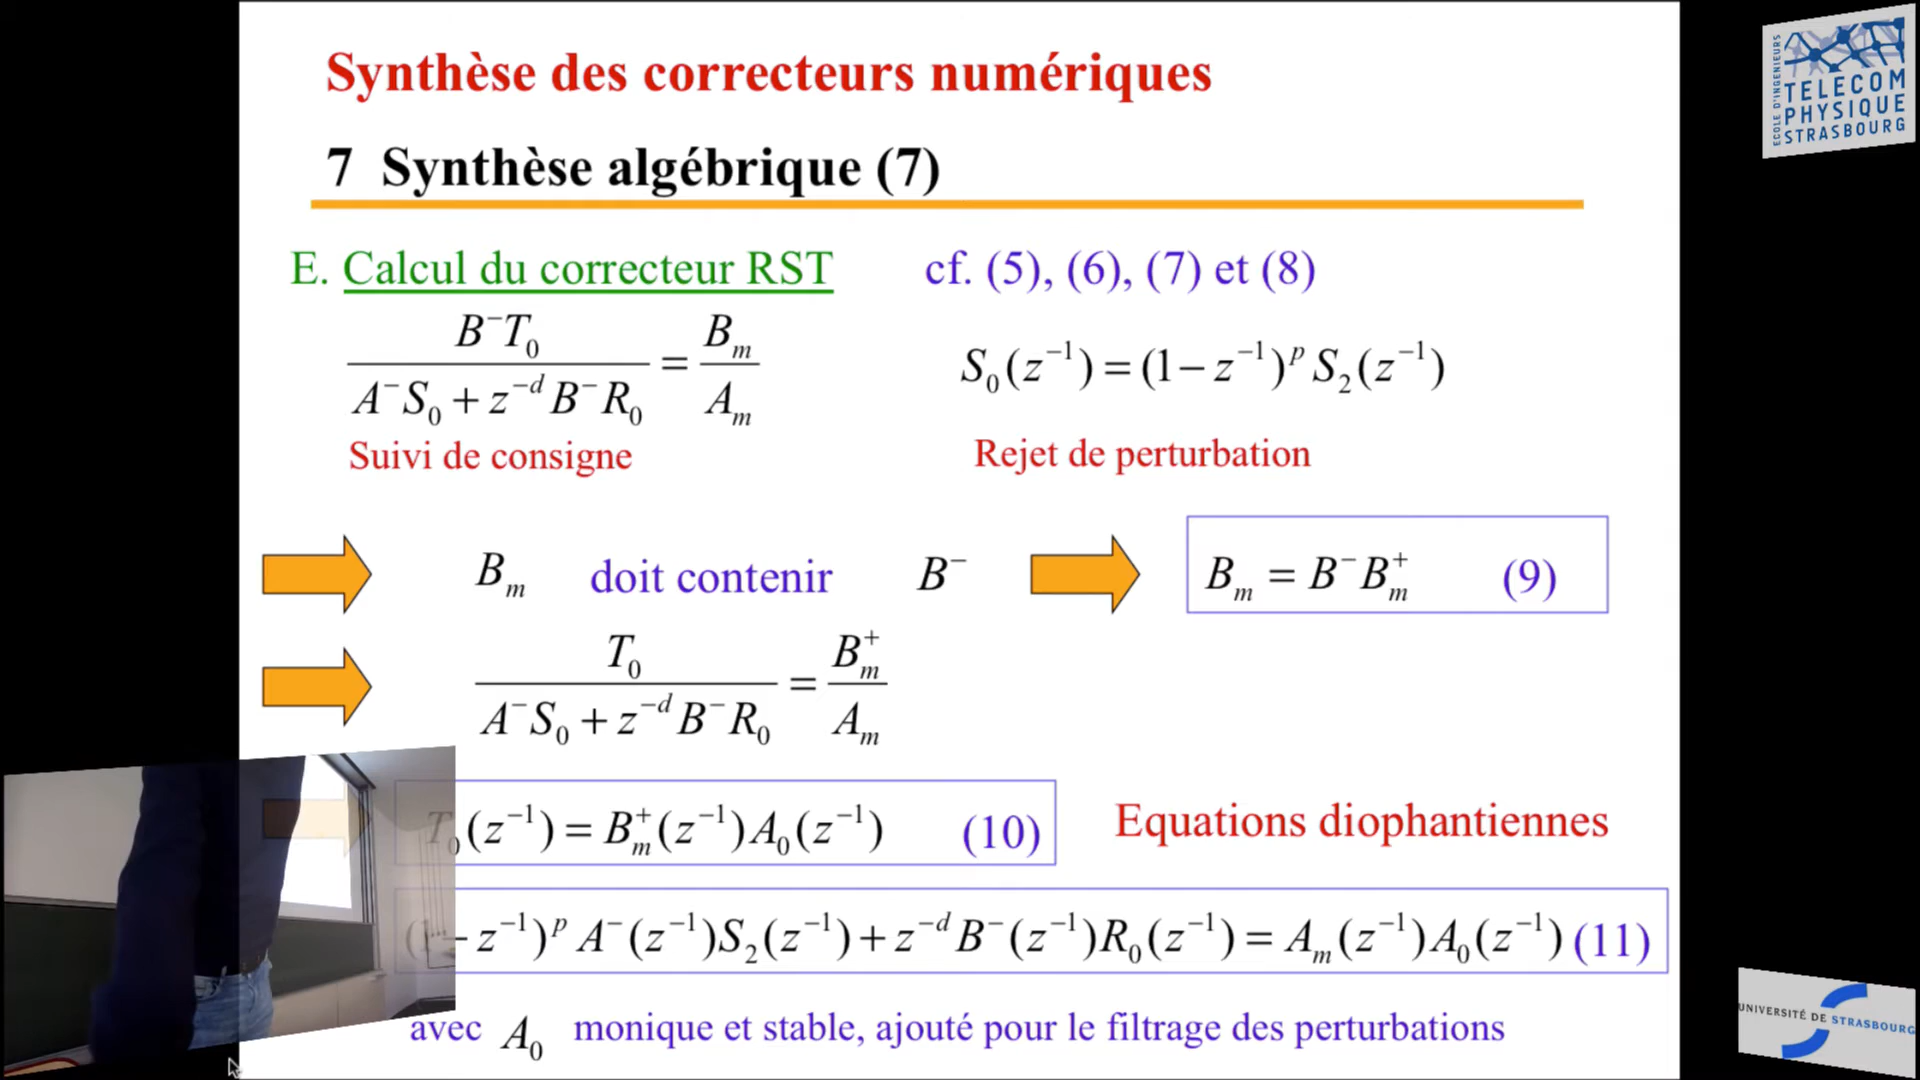 Synthèse des correcteurs numériques
7 Synthèse algébrique (7)
E. Calcul du correcteur RST cf. (5), (6), (7) et (8)
B⁻T₀ / (A⁻S₀ + z⁻ᵈB⁻R₀) = Bₘ / Aₘ S₀(z⁻¹) = (1 − z⁻¹)ᵖ S₂(z⁻¹)
Suivi de consigne Rejet de perturbation
Bₘ doit contenir B⁻ Bₘ = B⁻Bₘ⁺ (9)
T₀ / (A⁻S₀ + z⁻ᵈB⁻R₀) = Bₘ⁺ / Aₘ
T₀(z⁻¹) = Bₘ⁺(z⁻¹)A₀(z⁻¹) (10) Equations diophantiennes
(1 − z⁻¹)ᵖ A⁻(z⁻¹)S₂(z⁻¹) + z⁻ᵈB⁻(z⁻¹)R₀(z⁻¹) = Aₘ(z⁻¹)A₀(z⁻¹) (11)
avec A₀ monique et stable, ajouté pour le filtrage des perturbations
ECOLE D'INGENIEURS
TELECOM
PHYSIQUE
STRASBOURG
UNIVERSITÉ DE STRASBOURG